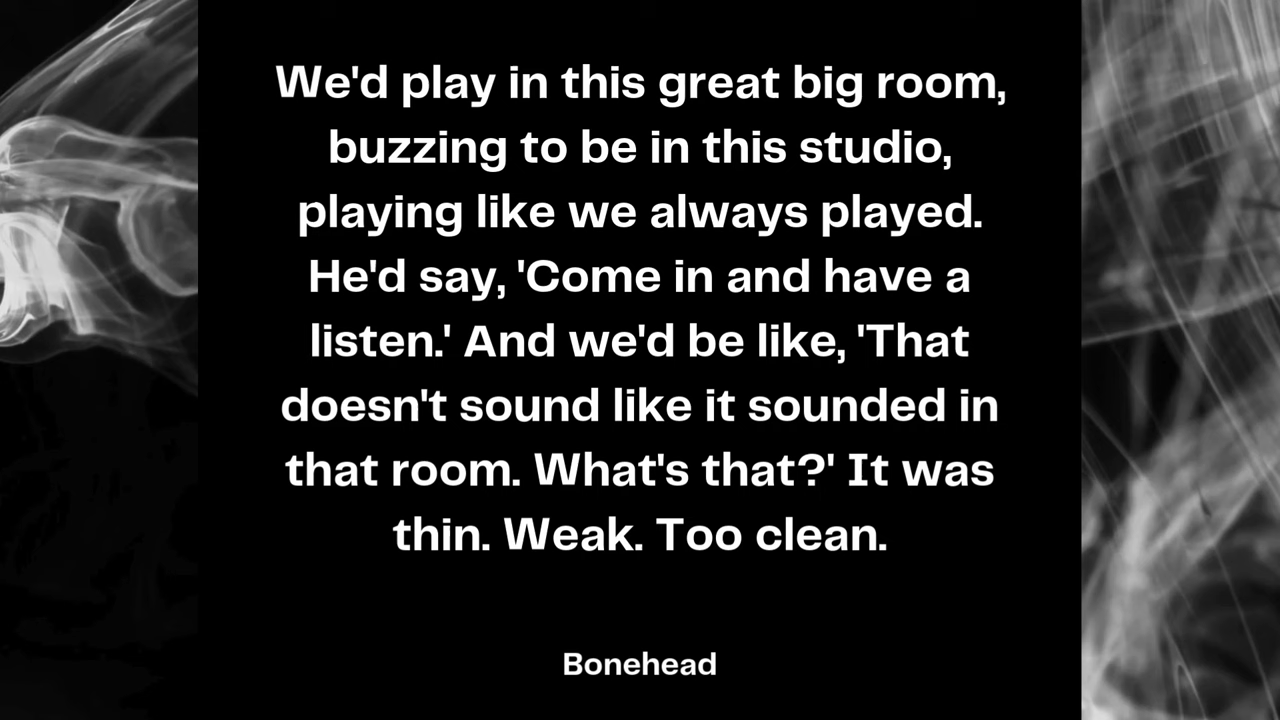 We'd play in this great big room,
buzzing to be in this studio,
playing like we always played.
He'd say, 'Come in and have a
listen.' And we'd be like, 'That
doesn't sound like it sounded in
that room. What's that?' It was
thin. Weak. Too clean.
Bonehead